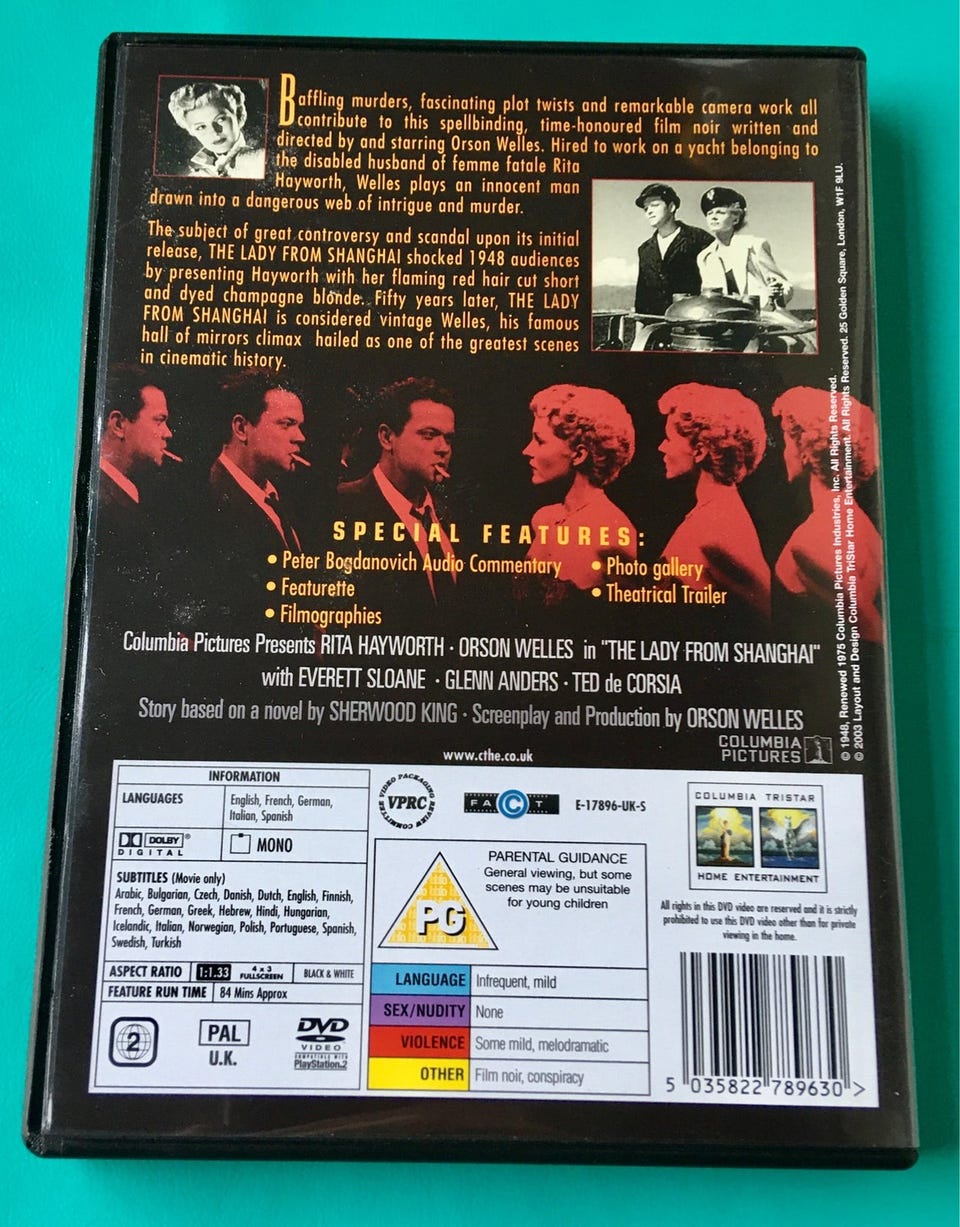 Baffling murders, fascinating plot twists and remarkable camera work all
contribute to this spellbinding, time-honoured film noir written and
directed by and starring Orson Welles. Hired to work on a yacht belonging to
the disabled husband of femme fatale Rita
Hayworth, Welles plays an innocent man
drawn into a dangerous web of intrigue and murder.
The subject of great controversy and scandal upon its initial
release, THE LADY FROM SHANGHAI shocked 1948 audiences
by presenting Hayworth with her flaming red hair cut short
and dyed champagne blonde. Fifty years later, THE LADY
FROM SHANGHAI is considered vintage Welles, his famous
hall of mirrors climax hailed as one of the greatest scenes
in cinematic history.
SPECIAL FEATURES:
• Peter Bogdanovich Audio Commentary
• Featurette
• Filmographies
• Photo gallery
• Theatrical Trailer
Columbia Pictures Presents RITA HAYWORTH · ORSON WELLES in "THE LADY FROM SHANGHAI"
with EVERETT SLOANE · GLENN ANDERS · TED de CORSIA
Story based on a novel by SHERWOOD KING · Screenplay and Production by ORSON WELLES
COLUMBIA
PICTURES
www.cthe.co.uk
© 1948, Renewed 1975 Columbia Pictures Industries, Inc. All Rights Reserved.
© 2003 Layout and Design Columbia TriStar Home Entertainment. All Rights Reserved. 25 Golden Square, London, W1F 9LU.
INFORMATION
LANGUAGES
English, French, German,
Italian, Spanish
DOLBY®
DIGITAL
MONO
SUBTITLES (Movie only)
Arabic, Bulgarian, Czech, Danish, Dutch, English, Finnish,
French, German, Greek, Hebrew, Hindi, Hungarian,
Icelandic, Italian, Norwegian, Polish, Portuguese, Spanish,
Swedish, Turkish
ASPECT RATIO 1:1.33 4 x 3 FULLSCREEN BLACK & WHITE
FEATURE RUN TIME 84 Mins Approx
2
PAL
U.K.
DVD
VIDEO
COMPATIBLE WITH
PlayStation.2
VIDEO PACKAGING REVIEW COMMITTEE
VPRC
FACT
E-17896-UK-S
PG
PARENTAL GUIDANCE
General viewing, but some
scenes may be unsuitable
for young children
LANGUAGE Infrequent, mild
SEX/NUDITY None
VIOLENCE Some mild, melodramatic
OTHER Film noir, conspiracy
COLUMBIA TRISTAR
HOME ENTERTAINMENT
All rights in this DVD video are reserved and it is strictly
prohibited to use this DVD video other than for private
viewing in the home.
5 035822 789630 >